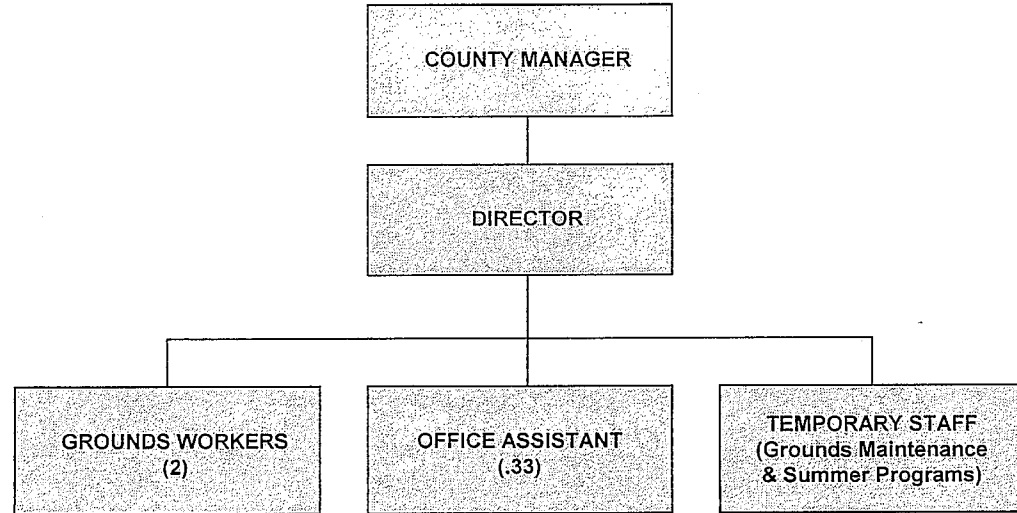 COUNTY MANAGER
DIRECTOR
GROUNDS WORKERS
(2)
OFFICE ASSISTANT
(.33)
TEMPORARY STAFF
(Grounds Maintenance
& Summer Programs)